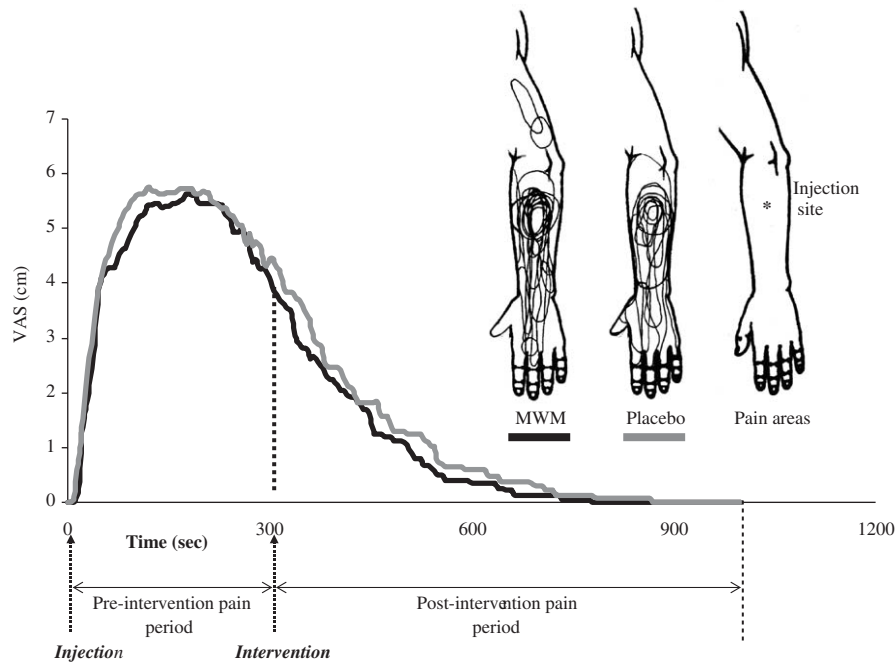 7
6
5
4
3
2
1
0
VAS (cm)
0 300 600 900 1200
Time (sec)
Injection
site
*
MWM Placebo Pain areas
Pre-intervention pain
period
Post-intervention pain
period
Injection Intervention